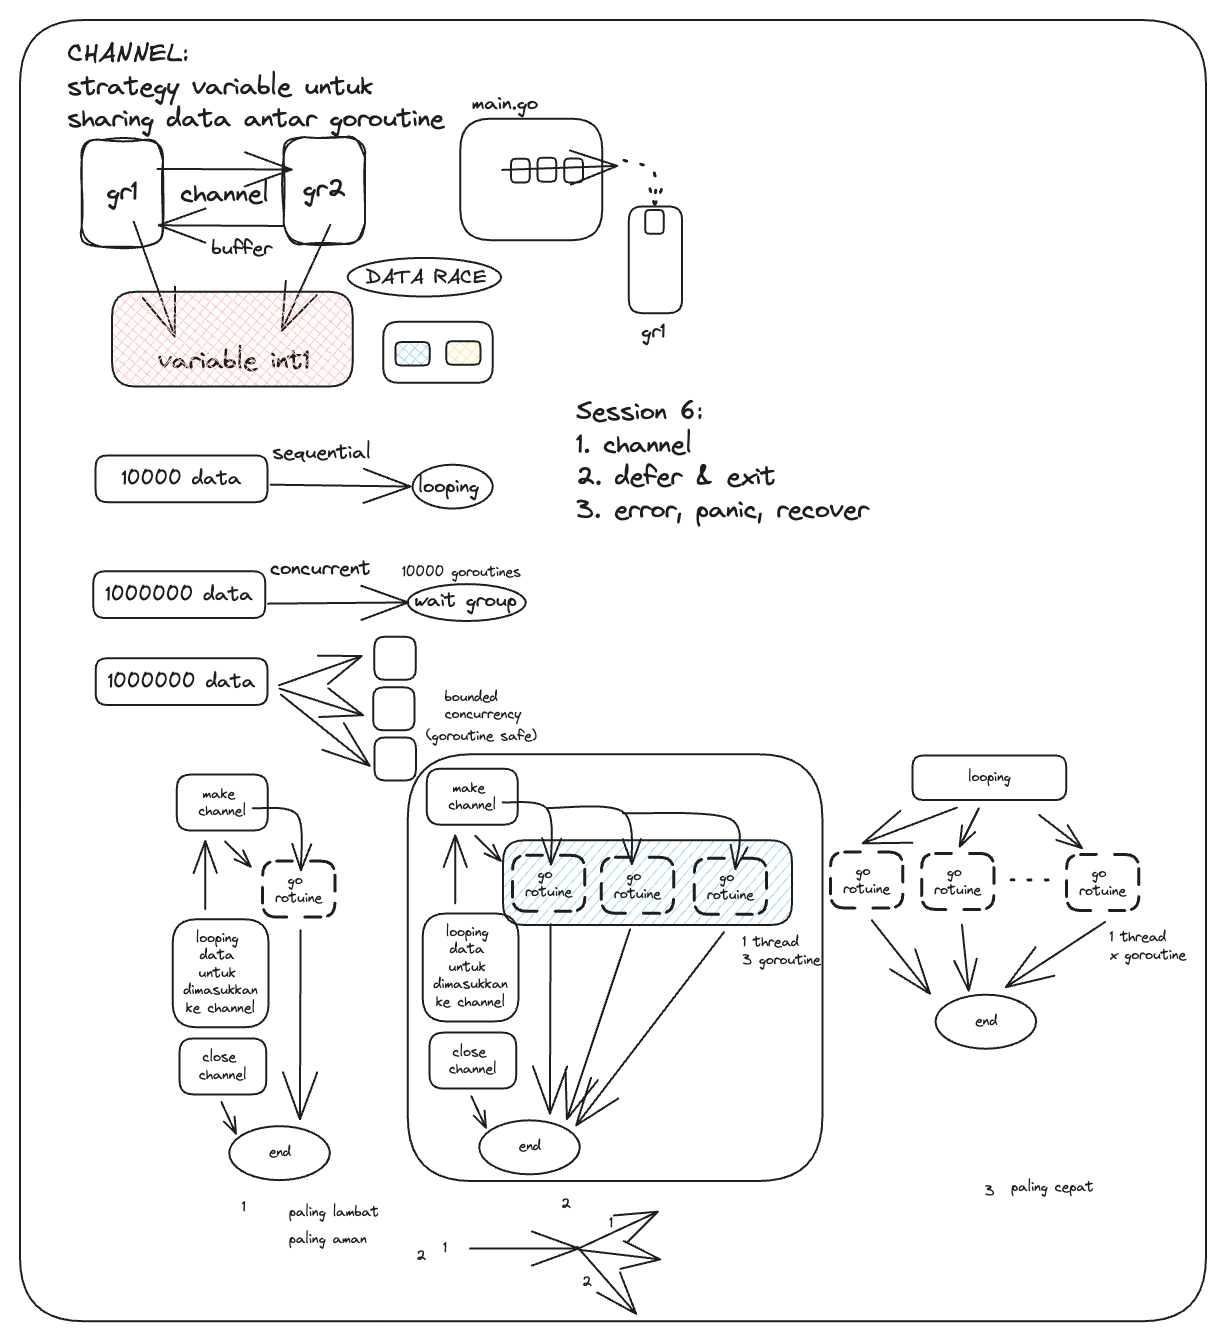 CHANNEL:
strategy variable untuk
sharing data antar goroutine
main.go
gr1
channel
gr2
buffer
DATA RACE
variable int1
gr1
Session 6:
1. channel
2. defer & exit
3. error, panic, recover
10000 data
sequential
looping
1000000 data
concurrent
10000 goroutines
wait group
1000000 data
bounded
concurrency
(goroutine safe)
make
channel
go
rotuine
looping
data
untuk
dimasukkan
ke channel
close
channel
end
1
paling lambat
paling aman
make
channel
go
rotuine
go
rotuine
go
rotuine
1 thread
3 goroutine
looping
data
untuk
dimasukkan
ke channel
close
channel
end
2
2
1
1
2
looping
go
rotuine
go
rotuine
go
rotuine
1 thread
x goroutine
end
3
paling cepat